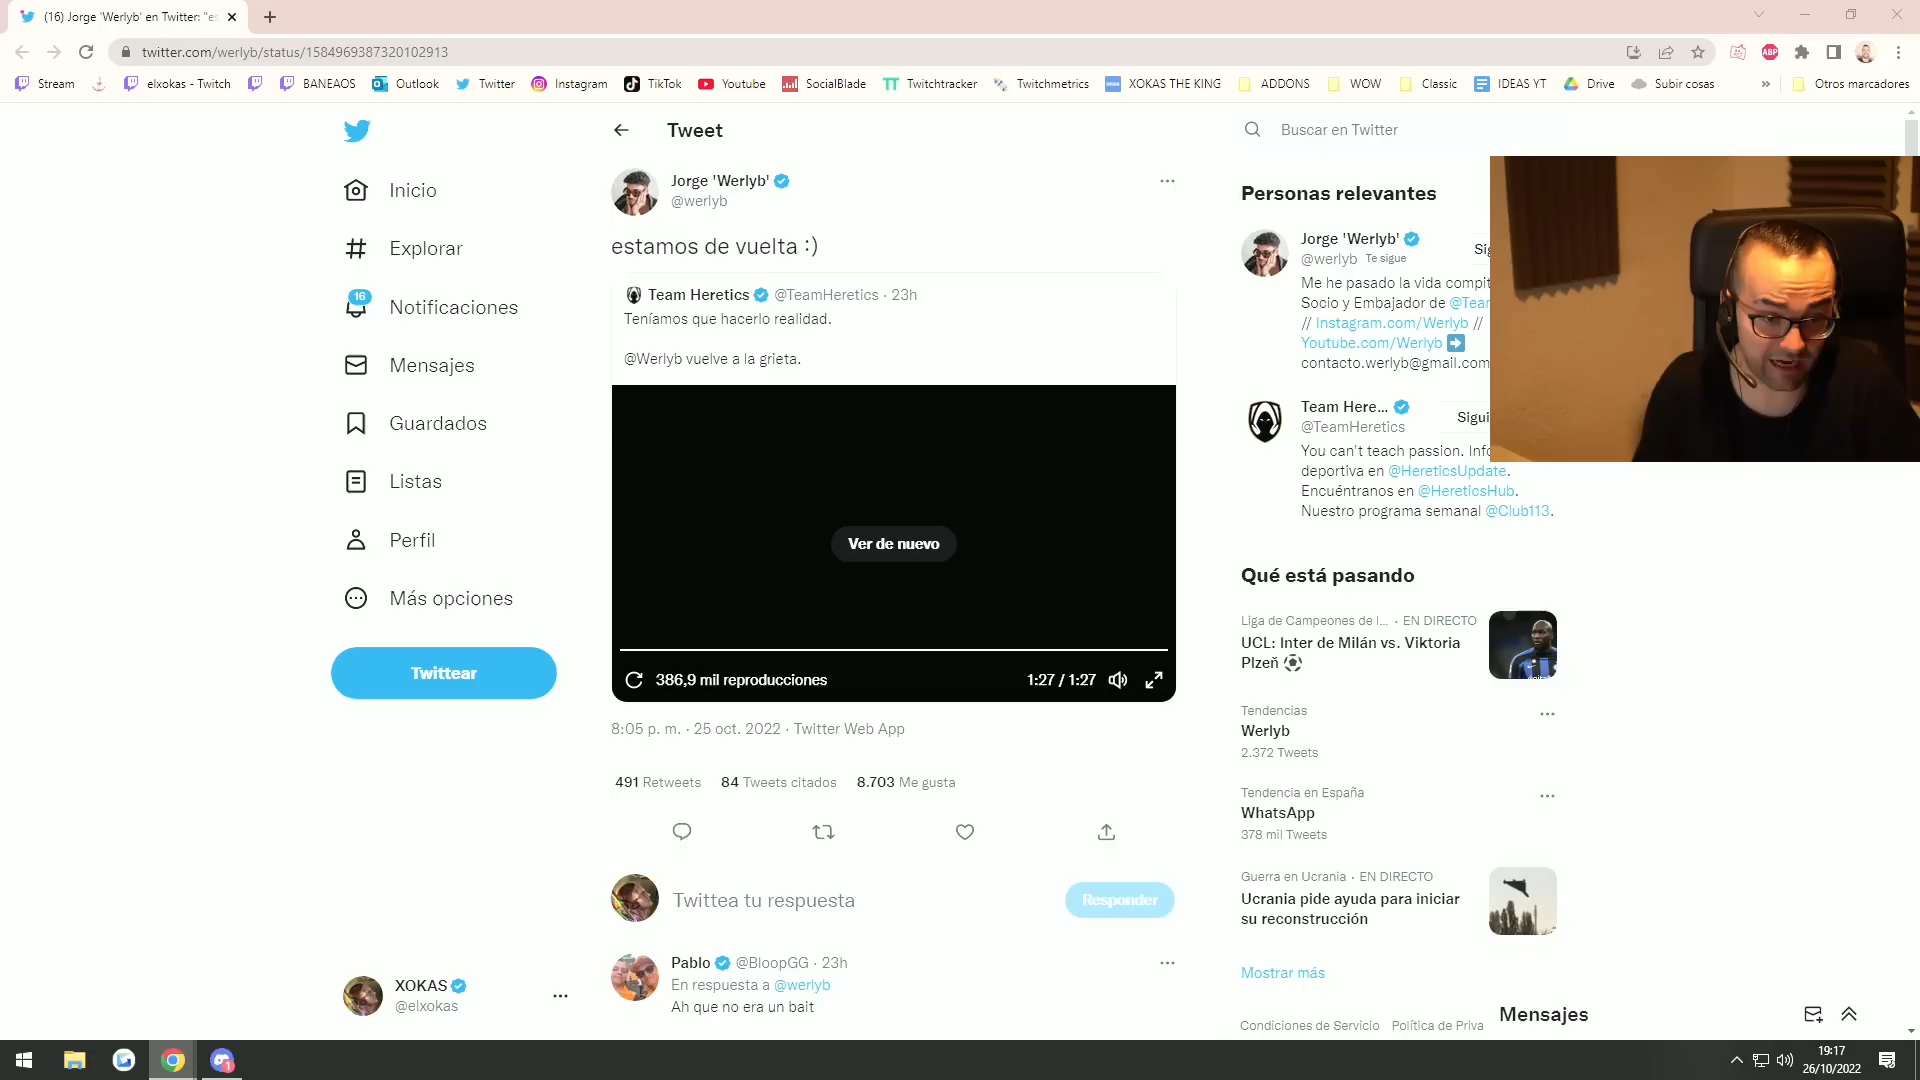 (16) Jorge 'Werlyb' en Twitter: "es
twitter.com/werlyb/status/1584969387320102913
ABP
Stream
elxokas - Twitch
BANEAOS
Outlook
Twitter
Instagram
TikTok
Youtube
SocialBlade
Twitchtracker
Twitchmetrics
XOKAS THE KING
ADDONS
WOW
Classic
IDEAS YT
Drive
Subir cosas
»
Otros marcadores
Inicio
Explorar
16
Notificaciones
Mensajes
Guardados
Listas
Perfil
Más opciones
Twittear
XOKAS
@elxokas
Tweet
Jorge 'Werlyb'
@werlyb
estamos de vuelta :)
Team Heretics @TeamHeretics · 23h
Teníamos que hacerlo realidad.
@Werlyb vuelve a la grieta.
Ver de nuevo
386,9 mil reproducciones
1:27 / 1:27
8:05 p. m. · 25 oct. 2022 · Twitter Web App
491 Retweets 84 Tweets citados 8.703 Me gusta
Twittea tu respuesta
Responder
Pablo @BloopGG · 23h
En respuesta a @werlyb
Ah que no era un bait
Buscar en Twitter
Personas relevantes
Jorge 'Werlyb'
@werlyb Te sigue
Sig
Me he pasado la vida compit
Socio y Embajador de @Tear
// Instagram.com/Werlyb //
Youtube.com/Werlyb
contacto.werlyb@gmail.com
Team Here...
@TeamHeretics
Sigui
You can't teach passion. Info
deportiva en @HereticsUpdate.
Encuéntranos en @HereticsHub.
Nuestro programa semanal @Club113.
Qué está pasando
Liga de Campeones de l... · EN DIRECTO
UCL: Inter de Milán vs. Viktoria
Plzeň
Tendencias
Werlyb
2.372 Tweets
Tendencia en España
WhatsApp
378 mil Tweets
Guerra en Ucrania · EN DIRECTO
Ucrania pide ayuda para iniciar
su reconstrucción
Mostrar más
Condiciones de Servicio Política de Priva
Mensajes
1
19:17
26/10/2022